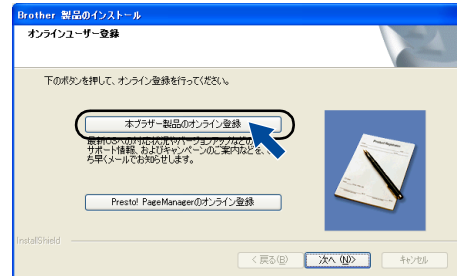 Brother 製品のインストール
オンラインユーザー登録
下のボタンを押して、オンライン登録を行ってください。
本ブラザー製品のオンライン登録
最新OSへの対応状況やバージョンアップなどの
サポート情報、およびキャンペーンのご案内などを、
ち早くメールでお知らせします。
Presto! PageManagerのオンライン登録
InstallShield
< 戻る(B)
次へ (N)>
キャンセル